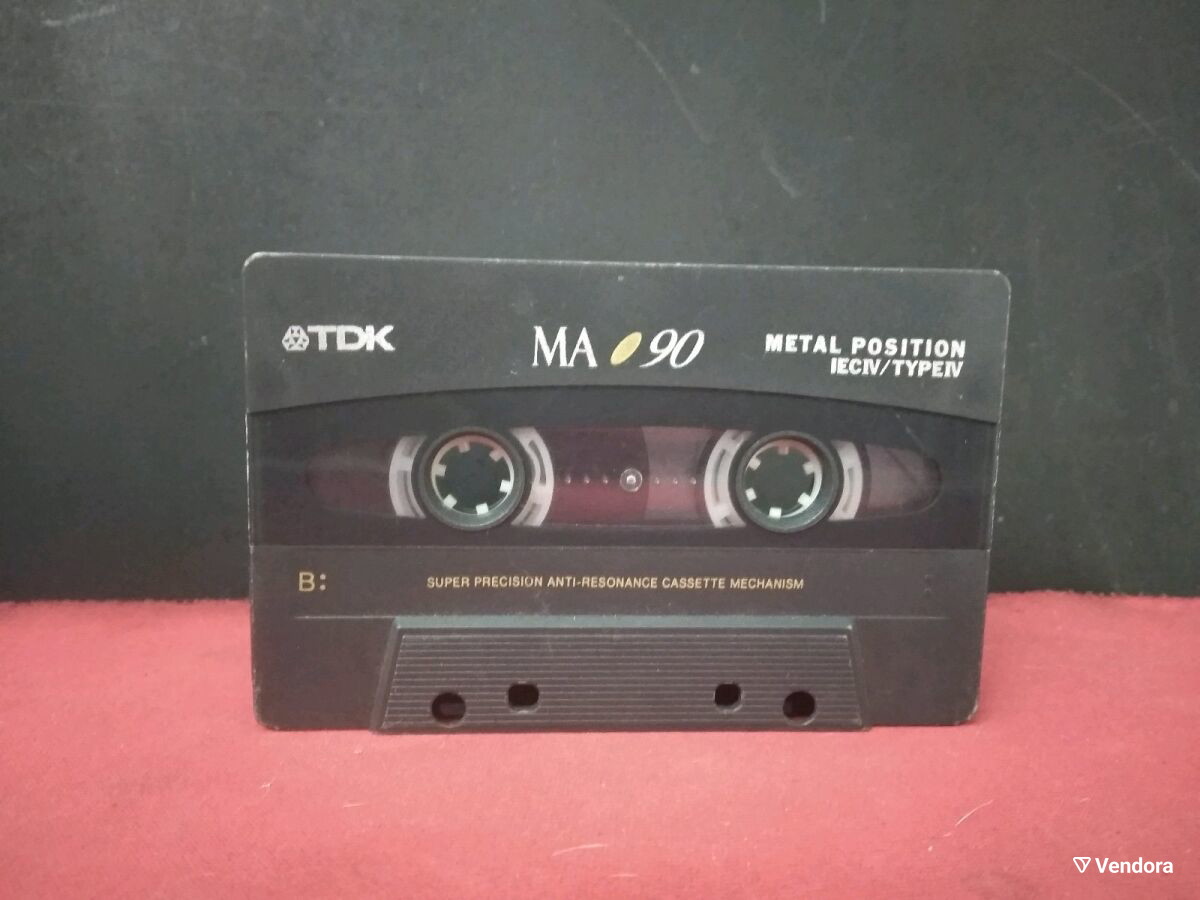 TDK
MA 90
METAL POSITION
IECIV/TYPEIV
B:
SUPER PRECISION ANTI-RESONANCE CASSETTE MECHANISM
Vendora